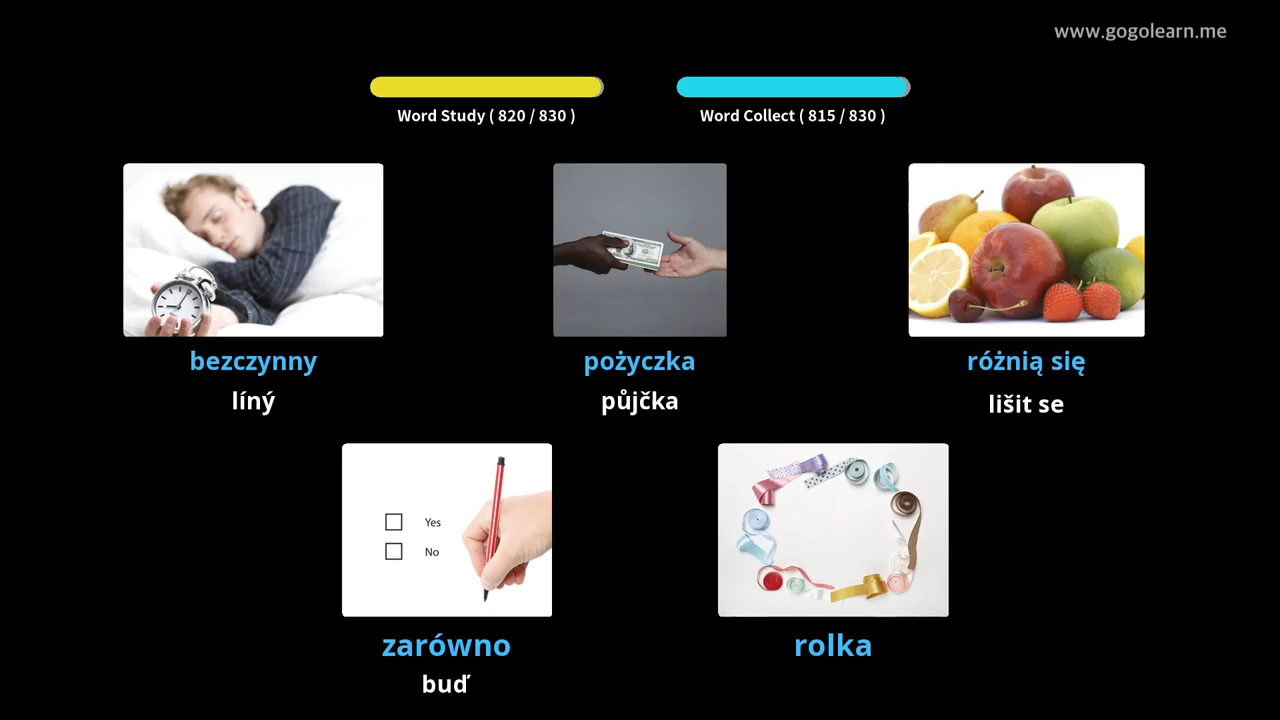 www.gogolearn.me
Word Study ( 820 / 830 )
Word Collect ( 815 / 830 )
bezczynny
pożyczka
różnią się
líný
půjčka
lišit se
Yes
No
zarówno
rolka
buď